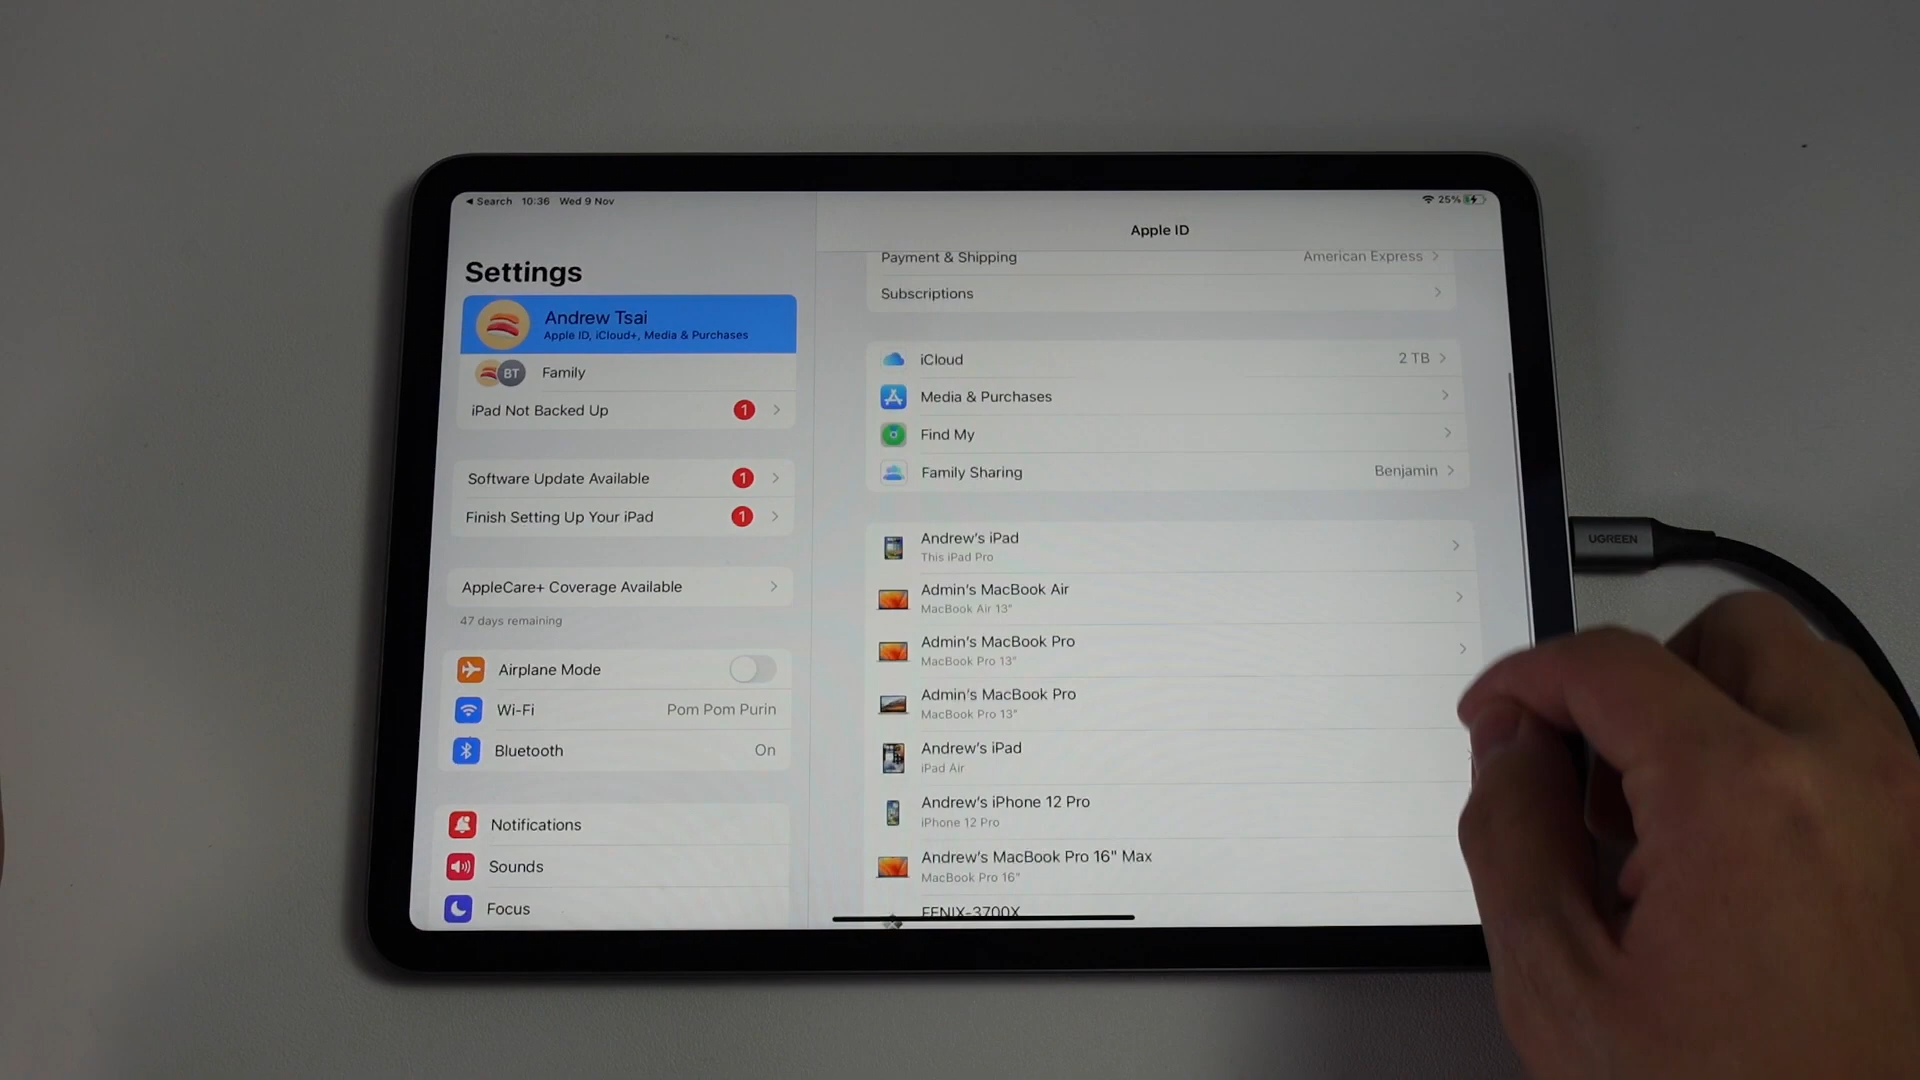 Search 10:36 Wed 9 Nov
25%
Settings
Andrew Tsai
Apple ID, iCloud+, Media & Purchases
BT Family
iPad Not Backed Up 1
Software Update Available 1
Finish Setting Up Your iPad 1
AppleCare+ Coverage Available
47 days remaining
Airplane Mode
Wi-Fi Pom Pom Purin
Bluetooth On
Notifications
Sounds
Focus
Apple ID
Payment & Shipping American Express
Subscriptions
iCloud 2 TB
Media & Purchases
Find My
Family Sharing Benjamin
Andrew's iPad
This iPad Pro
Admin's MacBook Air
MacBook Air 13"
Admin's MacBook Pro
MacBook Pro 13"
Admin's MacBook Pro
MacBook Pro 13"
Andrew's iPad
iPad Air
Andrew's iPhone 12 Pro
iPhone 12 Pro
Andrew's MacBook Pro 16" Max
MacBook Pro 16"
FENIX-3700X
UGREEN